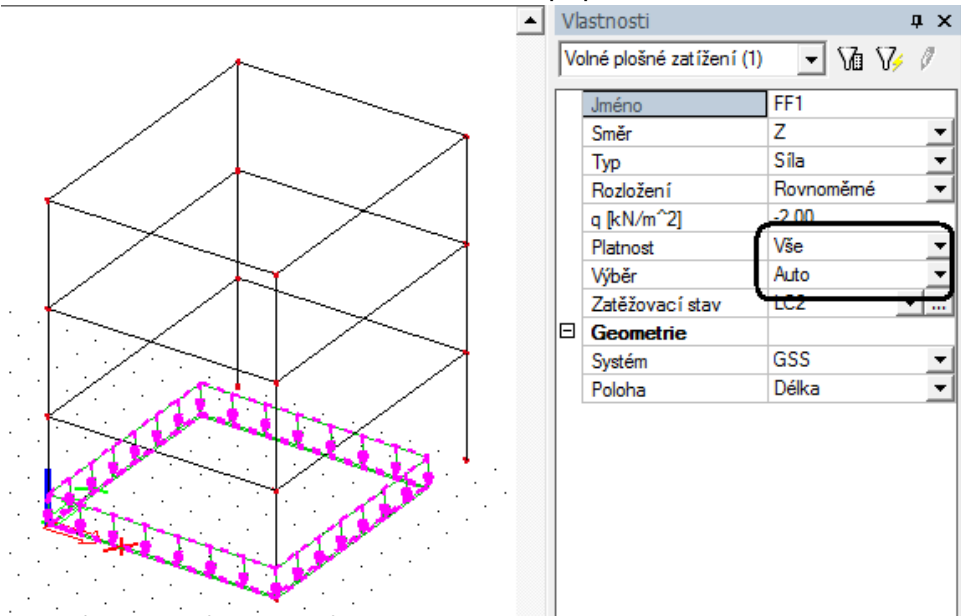 Vlastnosti
Volné plošné zatížení (1)
Jméno FF1
Směr Z
Typ Síla
Rozložení Rovnoměrné
q [kN/m^2] -2.00
Platnost Vše
Výběr Auto
Zatěžovací stav LC2 ...
Geometrie
Systém GSS
Poloha Délka